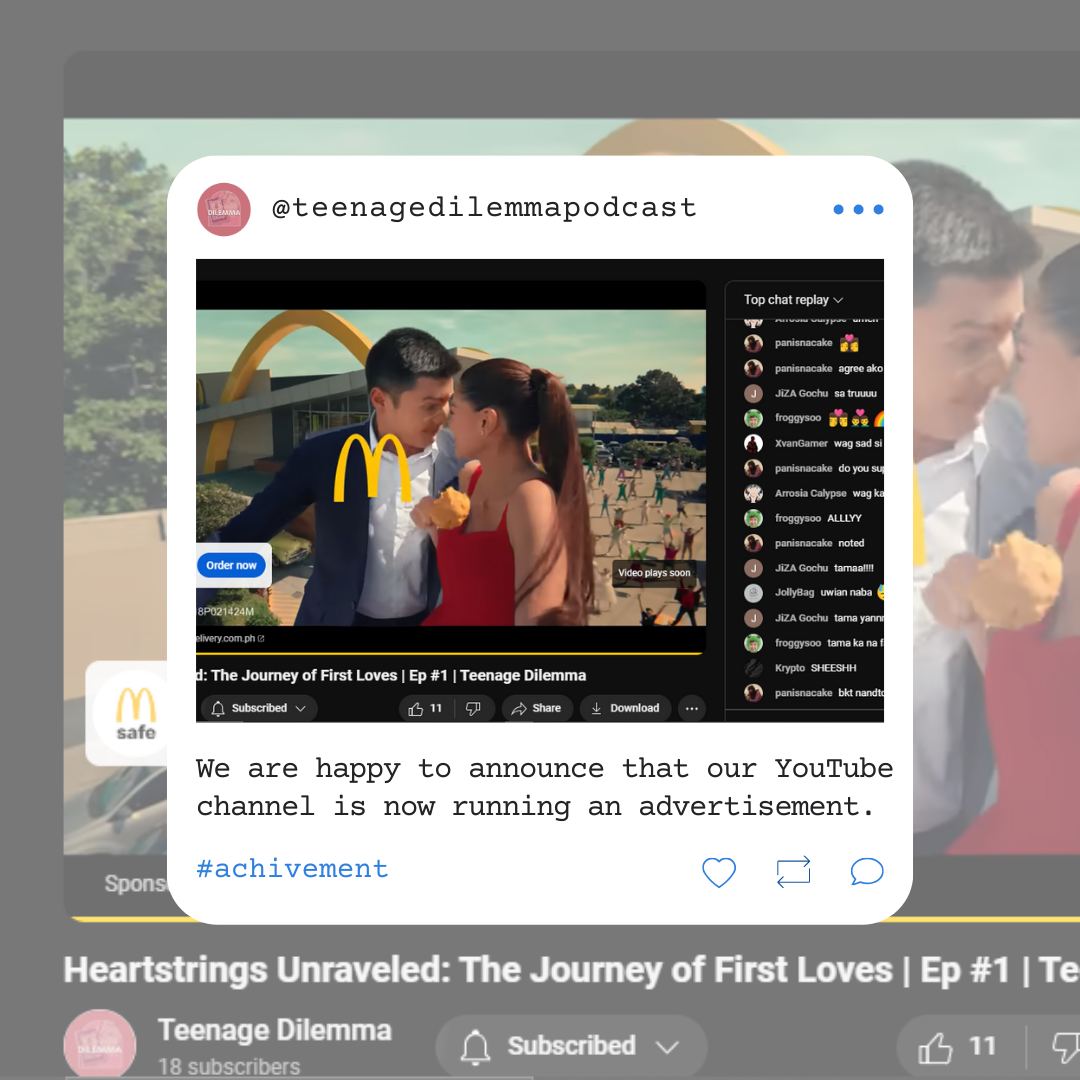 DILEMMA
@teenagedilemmapodcast
Top chat replay
Arrosia Calypse amen
panisnacake
panisnacake agree ako
JiZA Gochu sa truuuu
froggysoo
XvanGamer wag sad si
panisnacake do you sup
Arrosia Calypse wag ka
froggysoo ALLLYY
panisnacake noted
JiZA Gochu tamaa!!!!
JollyBag uwian naba
JiZA Gochu tama yann
froggysoo tama ka na f
Krypto SHEESHH
panisnacake bkt nandto
Order now
Video plays soon
8P021424M
elivery.com.ph
d: The Journey of First Loves | Ep #1 | Teenage Dilemma
Subscribed
11
Share
Download
We are happy to announce that our YouTube
channel is now running an advertisement.
#achivement
safe
Spons
Heartstrings Unraveled: The Journey of First Loves | Ep #1 | Te
DILEMMA
Teenage Dilemma
18 subscribers
Subscribed
11